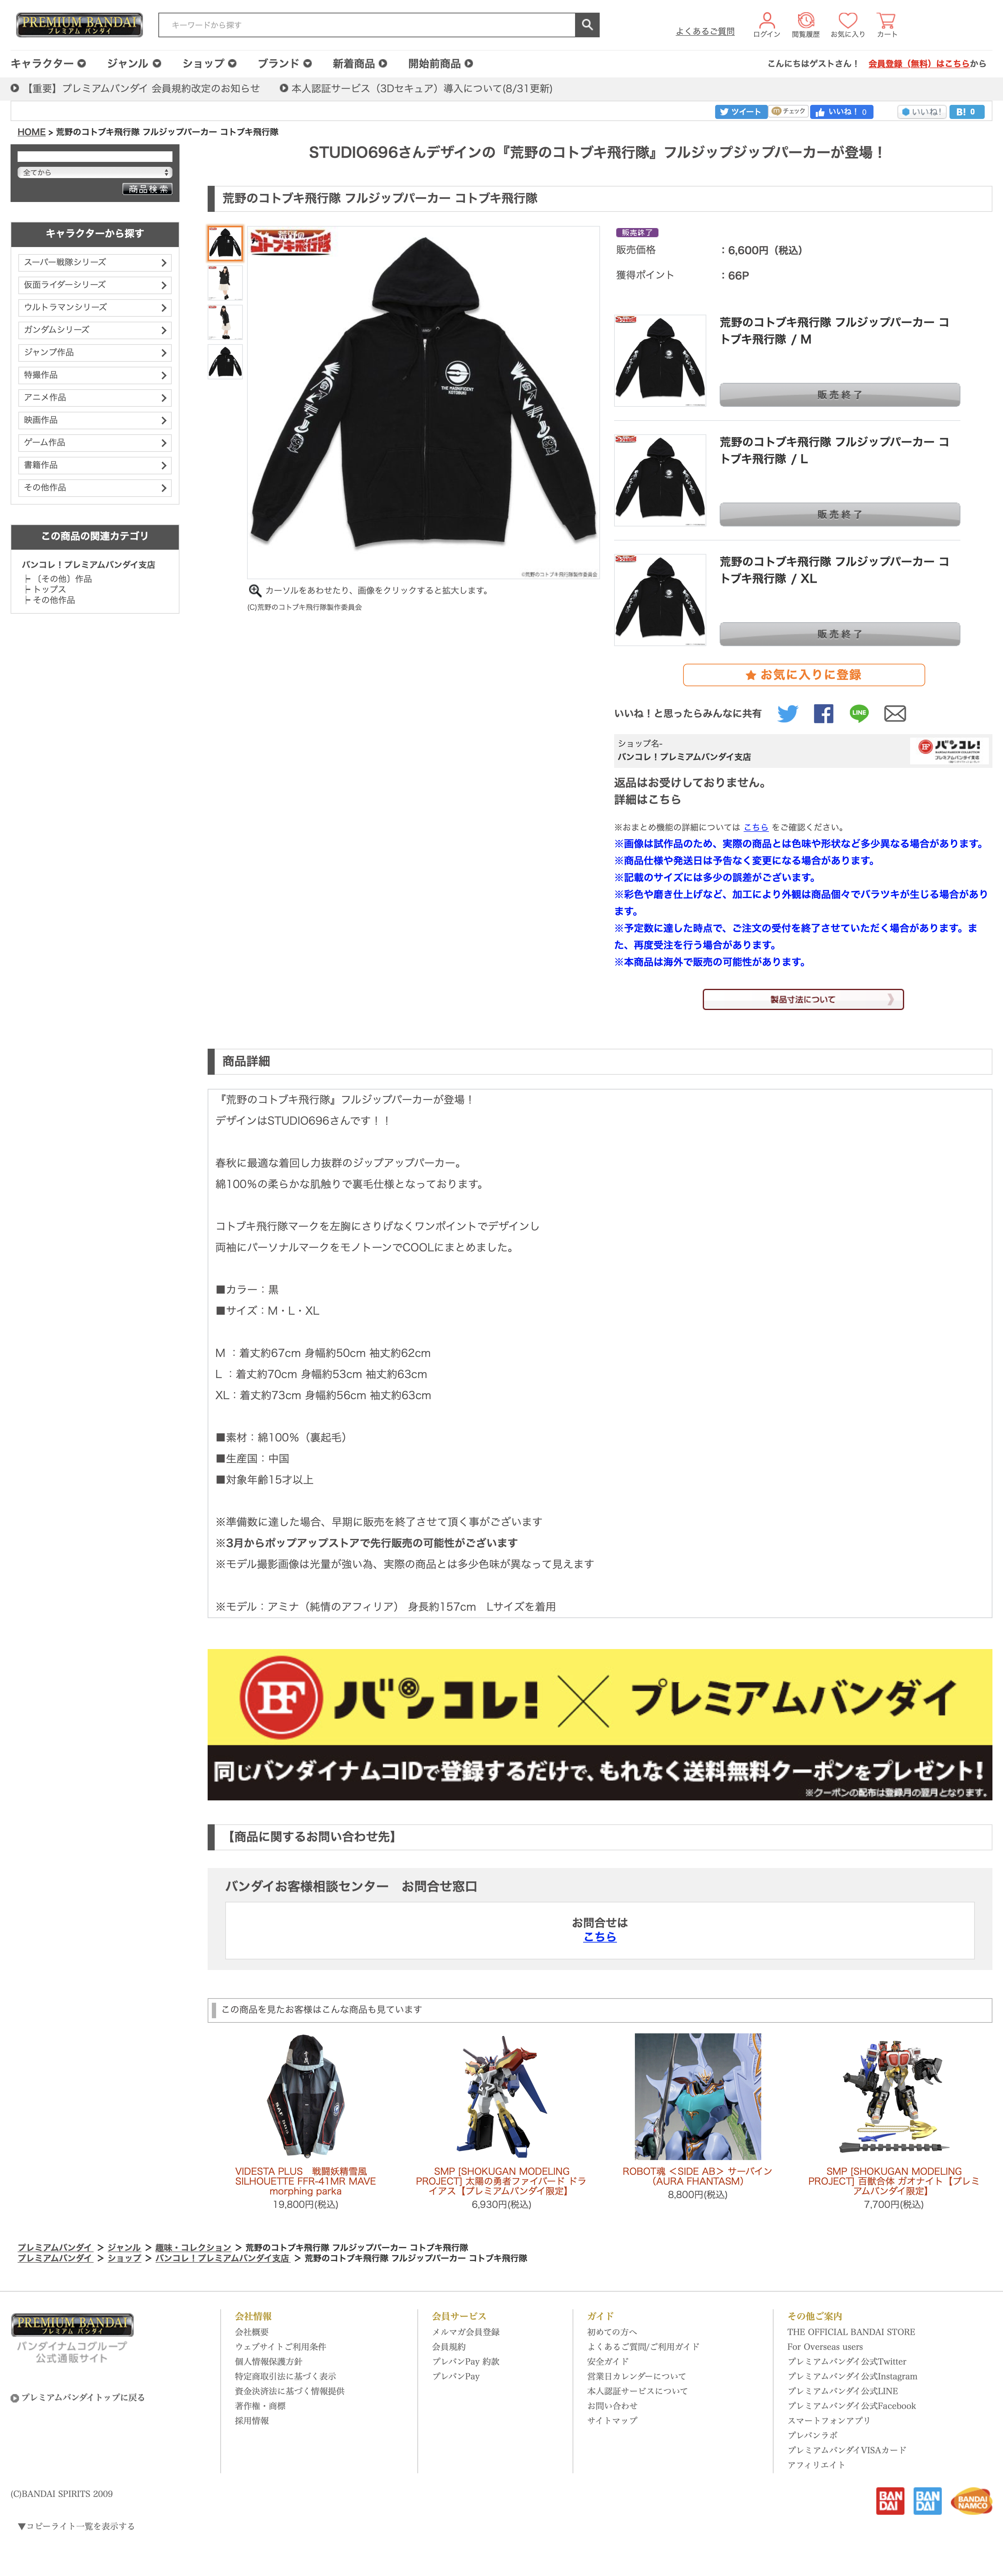 PREMIUM BANDAI
プレミアム バンダイ
キーワードから探す
よくあるご質問
ログイン
閲覧履歴
お気に入り
カート
キャラクター
ジャンル
ショップ
ブランド
新着商品
開始前商品
こんにちはゲストさん！ 会員登録（無料）はこちらから
【重要】プレミアムバンダイ 会員規約改定のお知らせ
本人認証サービス（3Dセキュア）導入について(8/31更新)
ツイート
チェック
いいね！ 0
いいね！
B! 0
HOME > 荒野のコトブキ飛行隊 フルジップパーカー コトブキ飛行隊
全てから
商品検索
キャラクターから探す
スーパー戦隊シリーズ
仮面ライダーシリーズ
ウルトラマンシリーズ
ガンダムシリーズ
ジャンプ作品
特撮作品
アニメ作品
映画作品
ゲーム作品
書籍作品
その他作品
この商品の関連カテゴリ
バンコレ！プレミアムバンダイ支店
├〔その他〕作品
├トップス
├その他作品
STUDIO696さんデザインの『荒野のコトブキ飛行隊』フルジップジップパーカーが登場！
荒野のコトブキ飛行隊 フルジップパーカー コトブキ飛行隊
荒野の
コトブキ飛行隊
THE MAGNIFICENT
KOTOBUKI
©荒野のコトブキ飛行隊製作委員会
カーソルをあわせたり、画像をクリックすると拡大します。
(C)荒野のコトブキ飛行隊製作委員会
販売終了
販売価格 ：6,600円（税込）
獲得ポイント ：66P
荒野のコトブキ飛行隊 フルジップパーカー コ
トブキ飛行隊 / M
販売終了
荒野のコトブキ飛行隊 フルジップパーカー コ
トブキ飛行隊 / L
販売終了
荒野のコトブキ飛行隊 フルジップパーカー コ
トブキ飛行隊 / XL
販売終了
★お気に入りに登録
いいね！と思ったらみんなに共有
LINE
ショップ名-
バンコレ！プレミアムバンダイ支店
BF バンコレ!
プレミアムバンダイ支店
返品はお受けしておりません。
詳細はこちら
※おまとめ機能の詳細については こちら をご確認ください。
※画像は試作品のため、実際の商品とは色味や形状など多少異なる場合があります。
※商品仕様や発送日は予告なく変更になる場合があります。
※記載のサイズには多少の誤差がございます。
※彩色や磨き仕上げなど、加工により外観は商品個々でバラツキが生じる場合があり
ます。
※予定数に達した時点で、ご注文の受付を終了させていただく場合があります。ま
た、再度受注を行う場合があります。
※本商品は海外で販売の可能性があります。
製品寸法について
商品詳細
『荒野のコトブキ飛行隊』フルジップパーカーが登場！
デザインはSTUDIO696さんです！！
春秋に最適な着回し力抜群のジップアップパーカー。
綿100％の柔らかな肌触りで裏毛仕様となっております。
コトブキ飛行隊マークを左胸にさりげなくワンポイントでデザインし
両袖にパーソナルマークをモノトーンでCOOLにまとめました。
■カラー：黒
■サイズ：M・L・XL
M ：着丈約67cm 身幅約50cm 袖丈約62cm
L ：着丈約70cm 身幅約53cm 袖丈約63cm
XL：着丈約73cm 身幅約56cm 袖丈約63cm
■素材：綿100％（裏起毛）
■生産国：中国
■対象年齢15才以上
※準備数に達した場合、早期に販売を終了させて頂く事がございます
※3月からポップアップストアで先行販売の可能性がございます
※モデル撮影画像は光量が強い為、実際の商品とは多少色味が異なって見えます
※モデル：アミナ（純情のアフィリア） 身長約157cm Lサイズを着用
BF バンコレ! × プレミアムバンダイ
同じバンダイナムコIDで登録するだけで、もれなく送料無料クーポンをプレゼント!
※クーポンの配布は登録月の翌月となります。
【商品に関するお問い合わせ先】
バンダイお客様相談センター お問合せ窓口
お問合せは
こちら
この商品を見たお客様はこんな商品も見ています
VIDESTA PLUS 戦闘妖精雪風
SILHOUETTE FFR-41MR MAVE
morphing parka
19,800円(税込)
SMP [SHOKUGAN MODELING
PROJECT] 太陽の勇者ファイバード ドラ
イアス【プレミアムバンダイ限定】
6,930円(税込)
ROBOT魂 ＜SIDE AB＞ サーバイン
（AURA FHANTASM）
8,800円(税込)
SMP [SHOKUGAN MODELING
PROJECT] 百獣合体 ガオナイト【プレミ
アムバンダイ限定】
7,700円(税込)
プレミアムバンダイ > ジャンル > 趣味・コレクション > 荒野のコトブキ飛行隊 フルジップパーカー コトブキ飛行隊
プレミアムバンダイ > ショップ > バンコレ！プレミアムバンダイ支店 > 荒野のコトブキ飛行隊 フルジップパーカー コトブキ飛行隊
PREMIUM BANDAI
プレミアム バンダイ
バンダイナムコグループ
公式通販サイト
プレミアムバンダイトップに戻る
会社情報
会社概要
ウェブサイトご利用条件
個人情報保護方針
特定商取引法に基づく表示
資金決済法に基づく情報提供
著作権・商標
採用情報
会員サービス
メルマガ会員登録
会員規約
プレバンPay 約款
プレバンPay
ガイド
初めての方へ
よくあるご質問/ご利用ガイド
安全ガイド
営業日カレンダーについて
本人認証サービスについて
お問い合わせ
サイトマップ
その他ご案内
THE OFFICIAL BANDAI STORE
For Overseas users
プレミアムバンダイ公式Twitter
プレミアムバンダイ公式Instagram
プレミアムバンダイ公式LINE
プレミアムバンダイ公式Facebook
スマートフォンアプリ
プレバンラボ
プレミアムバンダイVISAカード
アフィリエイト
(C)BANDAI SPIRITS 2009
BANDAI
BANDAI
BANDAI NAMCO
▼コピーライト一覧を表示する